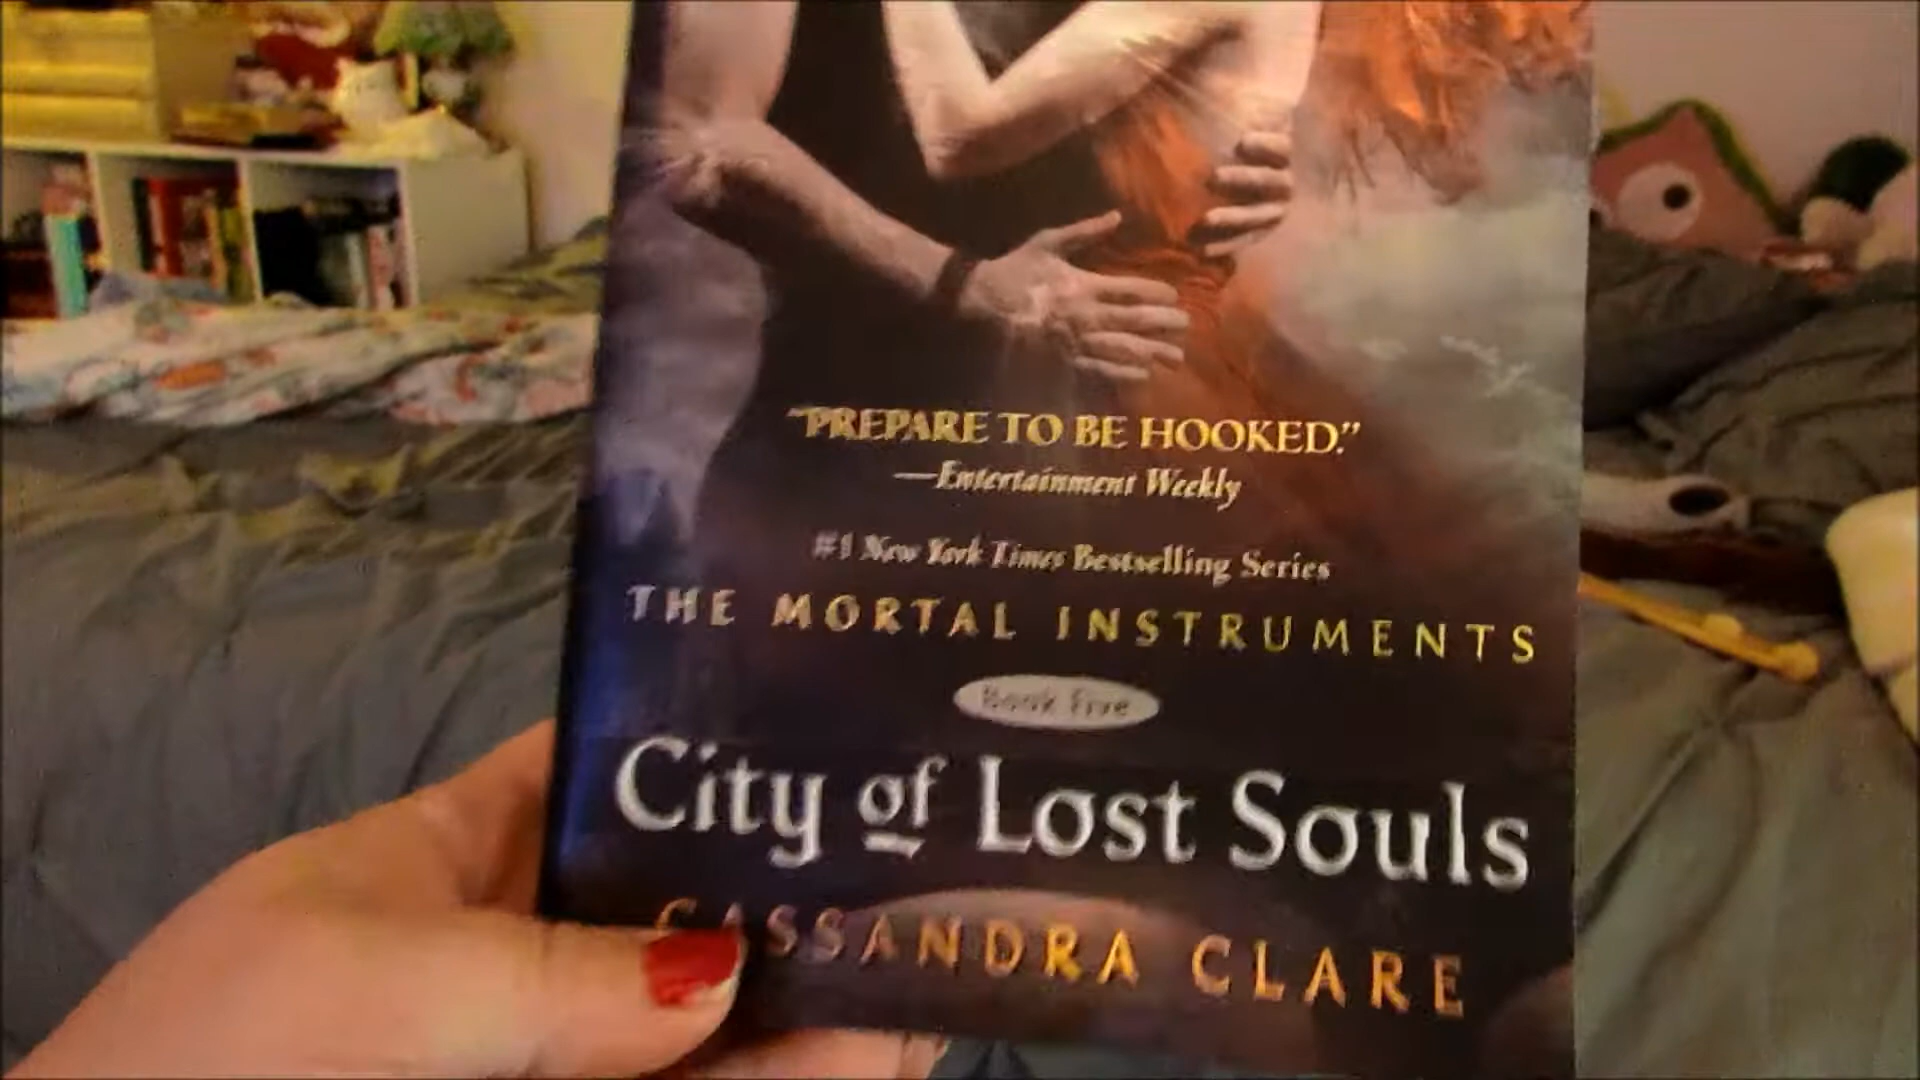 "PREPARE TO BE HOOKED."
—Entertainment Weekly
#1 New York Times Bestselling Series
THE MORTAL INSTRUMENTS
Book Five
City of Lost Souls
CASSANDRA CLARE